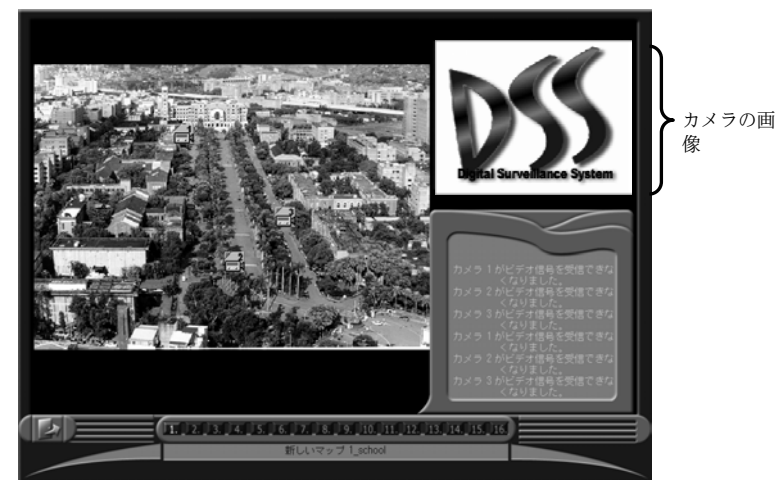 DSS
Digital Surveillance System
カメラの画
像
カメラ 1 がビデオ信号を受信できな
くなりました。
カメラ 2 がビデオ信号を受信できな
くなりました。
カメラ 3 がビデオ信号を受信できな
くなりました。
カメラ 1 がビデオ信号を受信できな
くなりました。
カメラ 2 がビデオ信号を受信できな
くなりました。
カメラ 3 がビデオ信号を受信できな
くなりました。
1. 2. 3. 4. 5. 6. 7. 8. 9. 10. 11. 12. 13. 14. 15. 16
新しいマップ 1_school